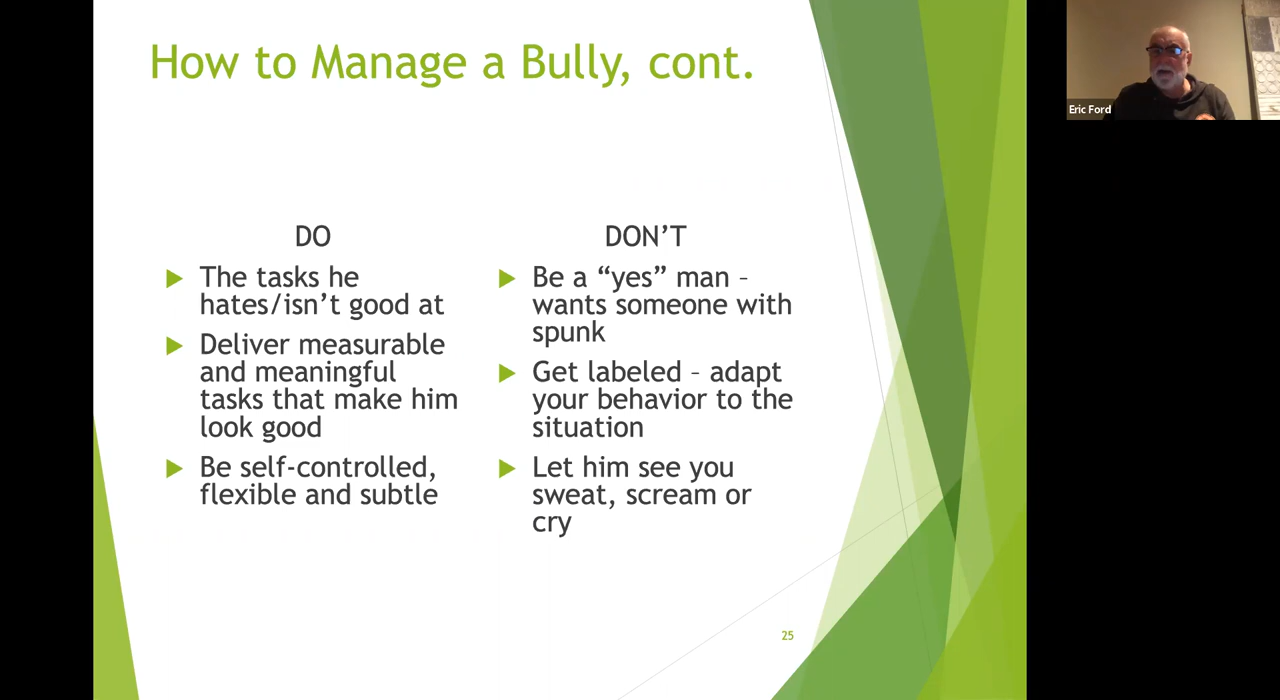 How to Manage a Bully, cont.
Eric Ford
DO
The tasks he
hates/isn’t good at
Deliver measurable
and meaningful
tasks that make him
look good
Be self-controlled,
flexible and subtle
DON’T
Be a “yes” man –
wants someone with
spunk
Get labeled – adapt
your behavior to the
situation
Let him see you
sweat, scream or
cry
25